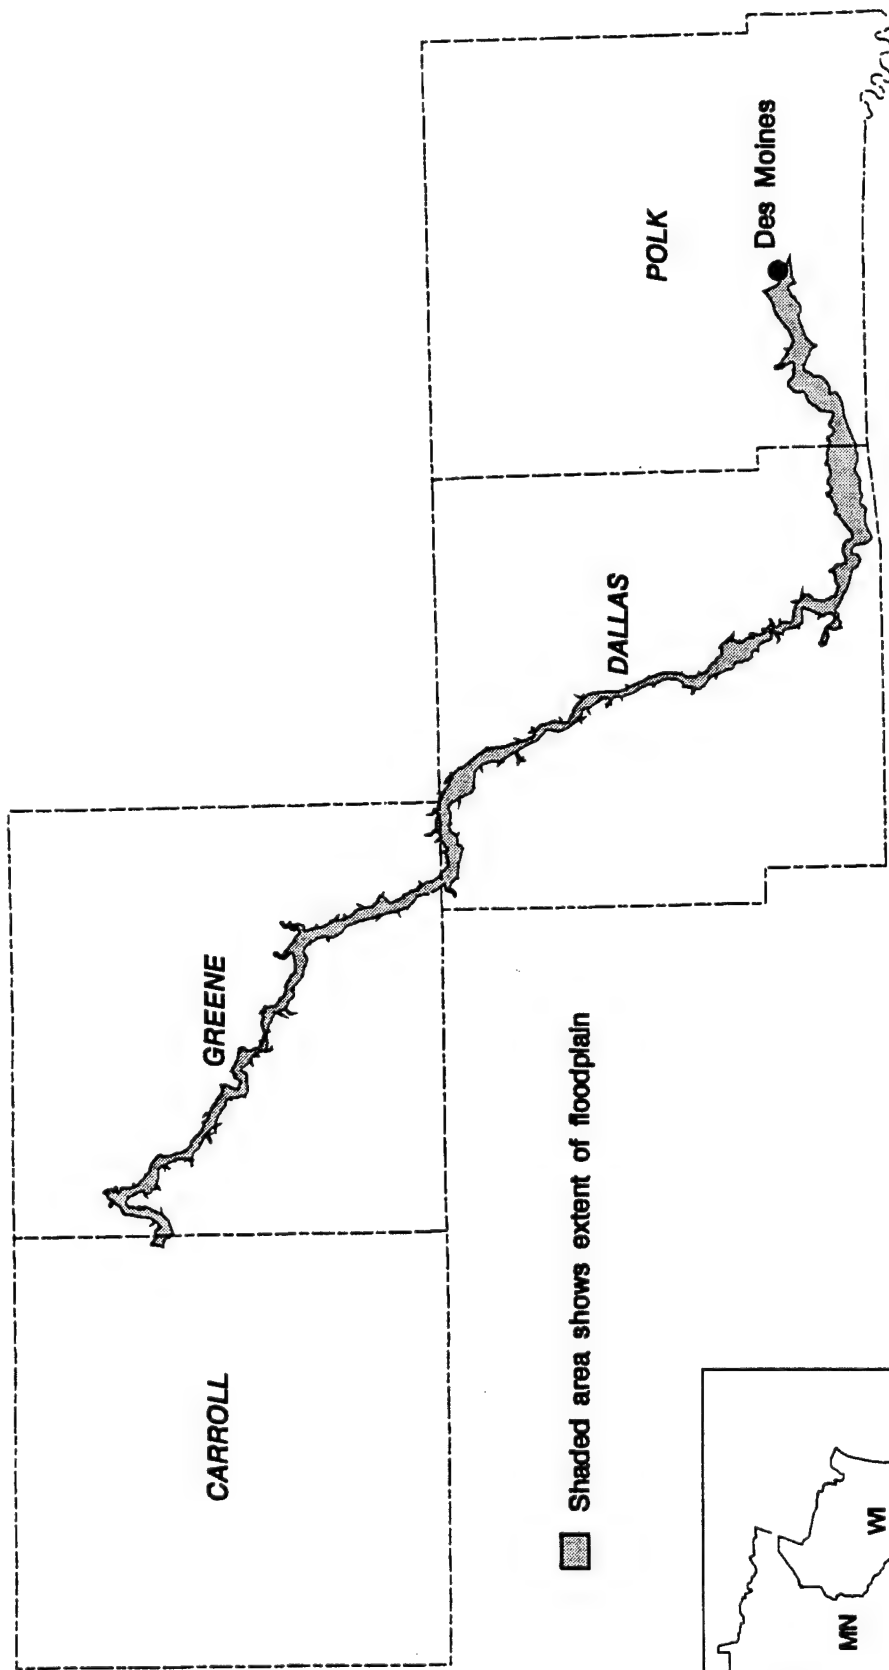 CARROLL
GREENE
DALLAS
POLK
Des Moines
Shaded area shows extent of floodplain
MN
WI